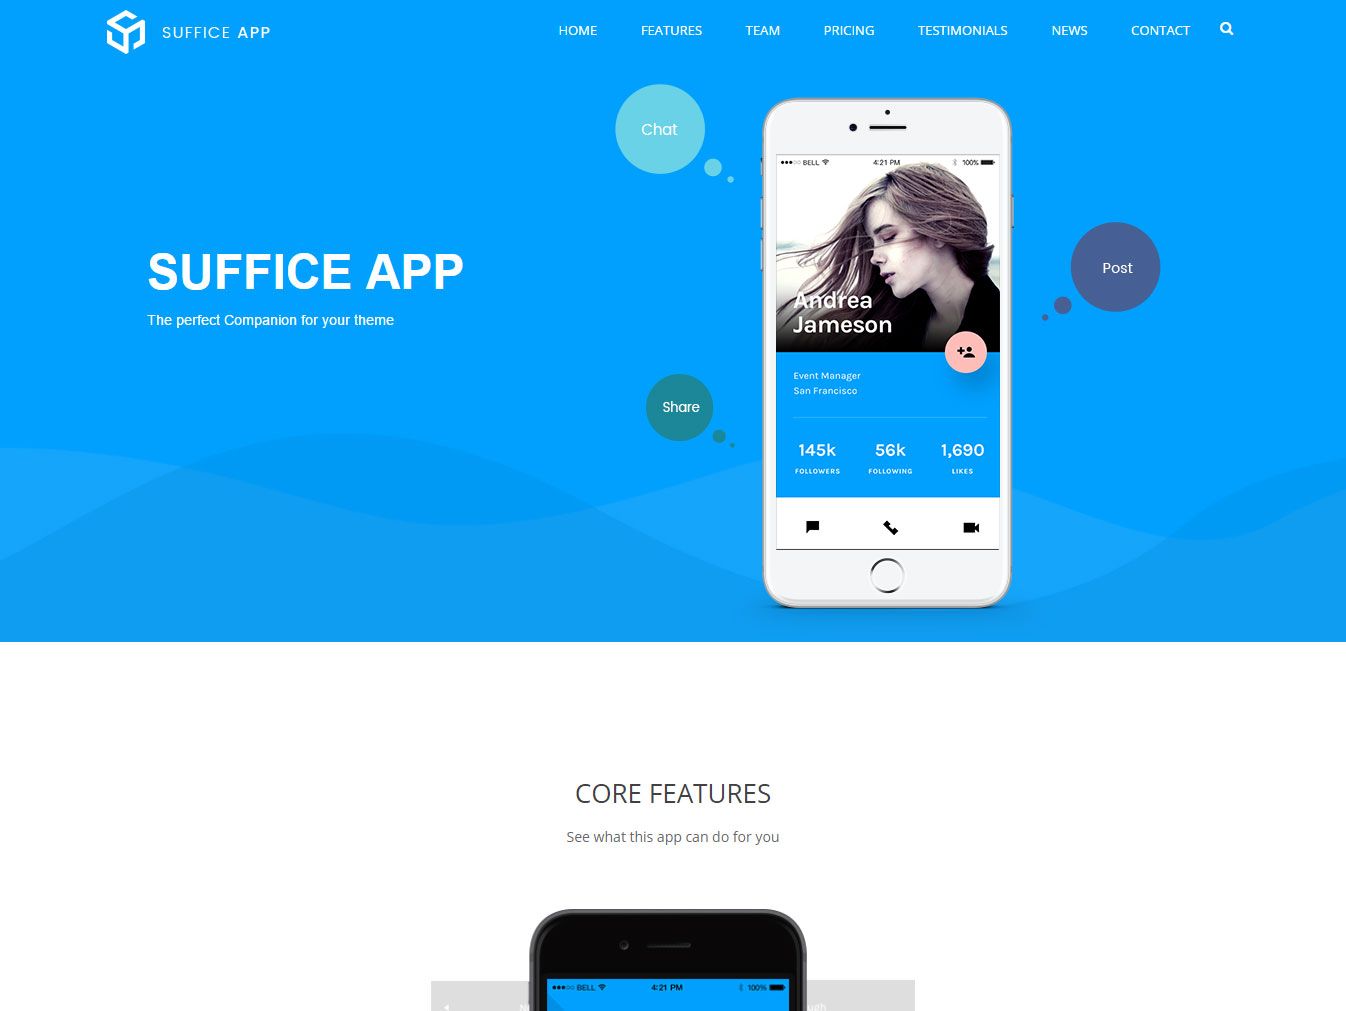 SUFFICE APP
HOME
FEATURES
TEAM
PRICING
TESTIMONIALS
NEWS
CONTACT
Chat
BELL
4:21 PM
100%
Post
SUFFICE APP
The perfect Companion for your theme
Andrea
Jameson
Event Manager
San Francisco
Share
145k
56k
1,690
FOLLOWERS
FOLLOWING
LIKES
CORE FEATURES
See what this app can do for you
BELL
4:21 PM
100%